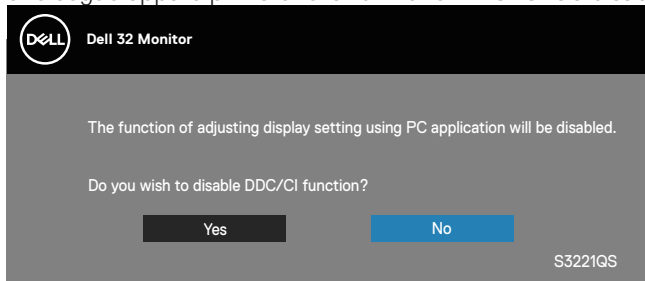 DELL
Dell 32 Monitor
The function of adjusting display setting using PC application will be disabled.
Do you wish to disable DDC/CI function?
Yes
No
S3221QS